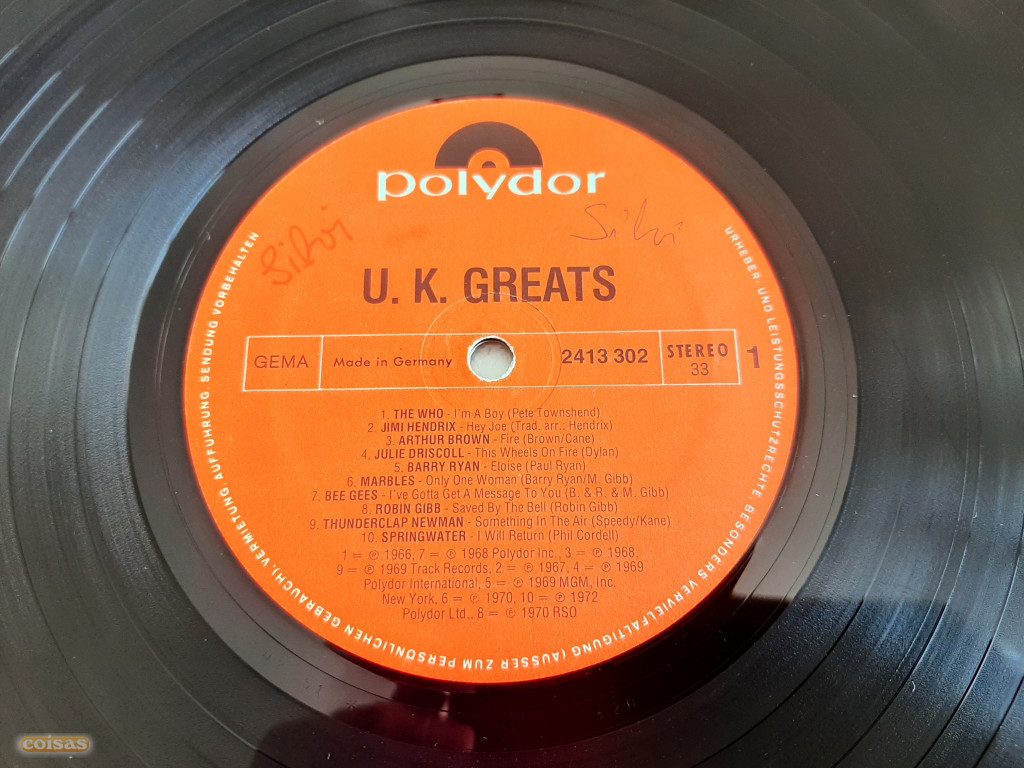 polydor
Silvi
Silvi
U. K. GREATS
GEMA
Made in Germany
2413 302
STEREO
33
1
1. THE WHO - I'm A Boy (Pete Townshend)
2. JIMI HENDRIX - Hey Joe (Trad. arr.: Hendrix)
3. ARTHUR BROWN - Fire (Brown/Cane)
4. JULIE DRISCOLL - This Wheels On Fire (Dylan)
5. BARRY RYAN - Eloise (Paul Ryan)
6. MARBLES - Only One Woman (Barry Ryan/M. Gibb)
7. BEE GEES - I've Gotta Get A Message To You (B. & R. & M. Gibb)
8. ROBIN GIBB - Saved By The Bell (Robin Gibb)
9. THUNDERCLAP NEWMAN - Something In The Air (Speedy/Kane)
10. SPRINGWATER - I Will Return (Phil Cordell)
1 = ℗ 1966, 7 = ℗ 1968 Polydor Inc., 3 = ℗ 1968,
9 = ℗ 1969 Track Records, 2 = ℗ 1967, 4 = ℗ 1969
Polydor International, 5 = ℗ 1969 MGM, Inc.
New York, 6 = ℗ 1970, 10 = ℗ 1972
Polydor Ltd., 8 = ℗ 1970 RSO
URHEBER- UND LEISTUNGSSCHUTZRECHTE BESONDERS VERVIELFÄLTIGUNG (AUSSER ZUM PERSÖNLICHEN GEBRAUCH), VERMIETUNG, AUFFÜHRUNG, SENDUNG VORBEHALTEN
coisas